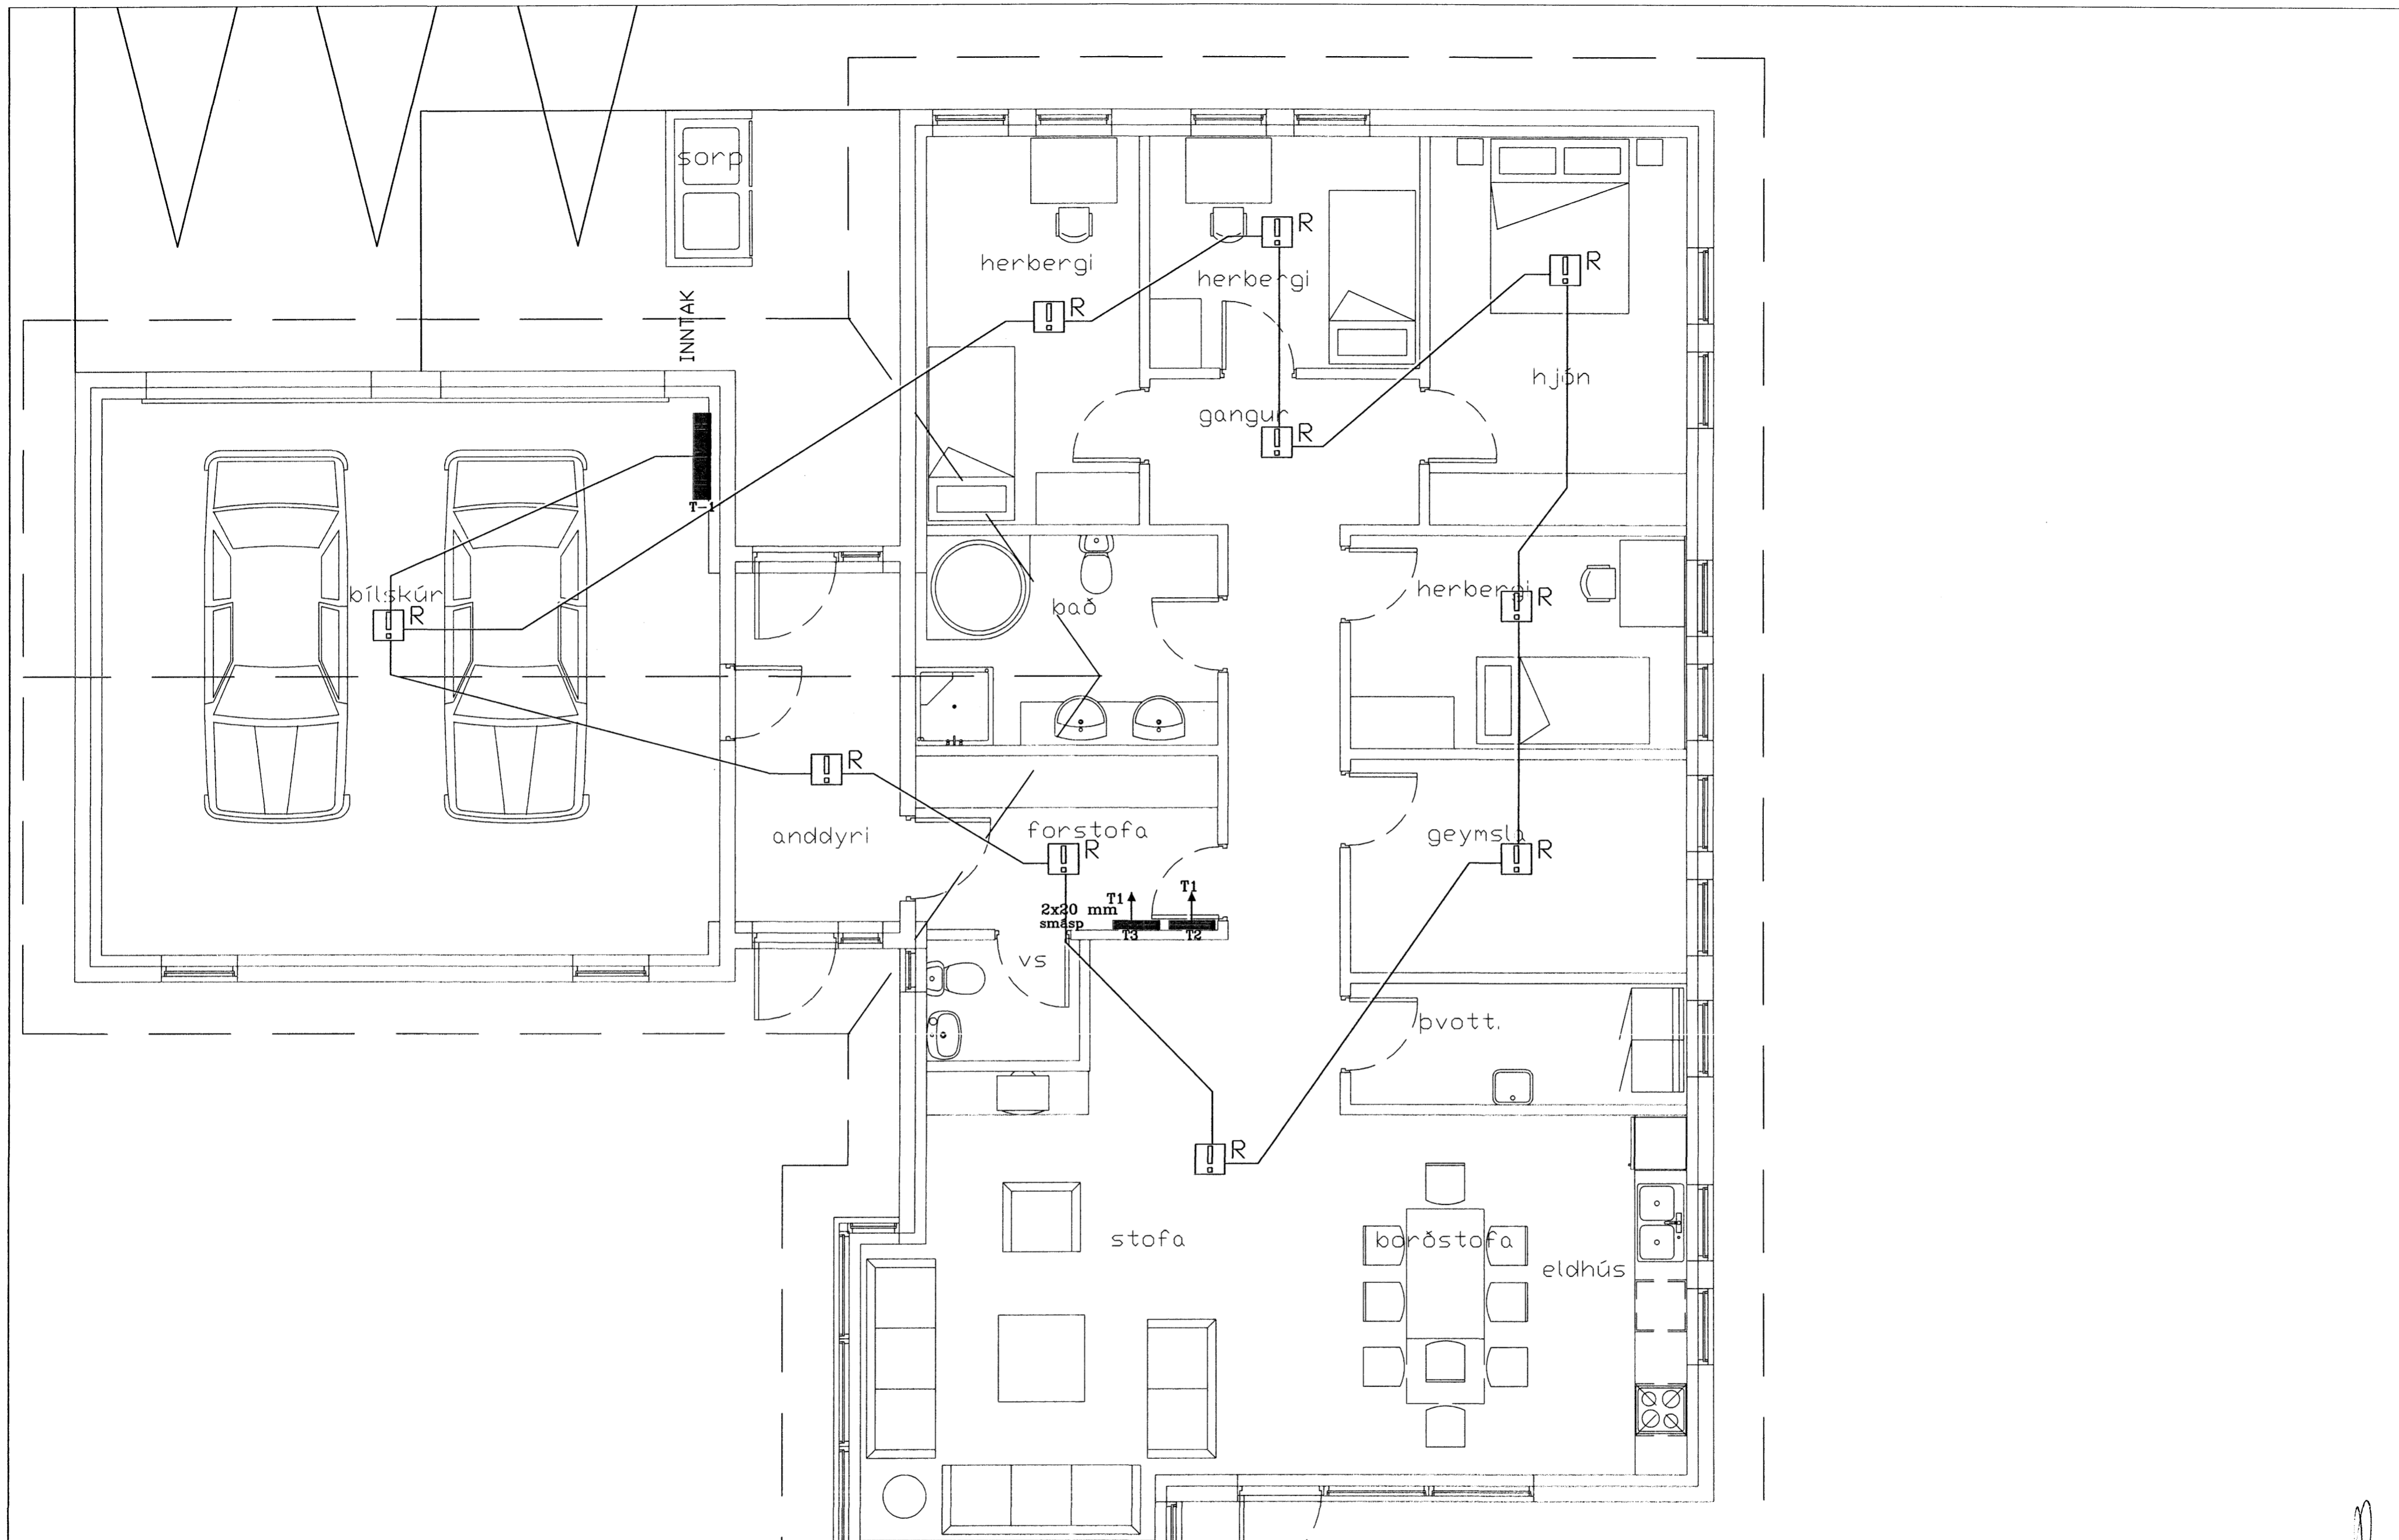 sorp
INNTAK
herbergi
R
herbergi
R
R
hjón
gangur
R
T-1
bílskúr
R
bað
herbergi
R
R
anddyri
forstofa
R
geymsla
R
T1
T1
2x20 mm
smásp
T3
T2
vs
þvott.
R
stofa
borðstofa
eldhús